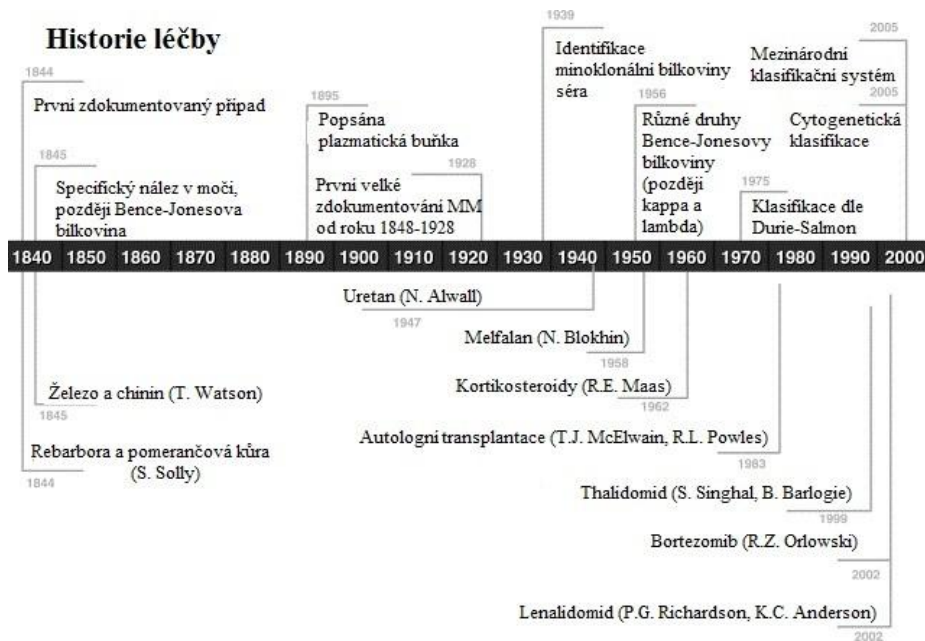 Historie léčby
1844
První zdokumentovaný případ
1845
Specifický nález v moči,
později Bence-Jonesova
bilkovina
1895
Popsána
plazmatická buňka
1928
První velké
zdokumentování MM
od roku 1848-1928
1939
Identifikace
minoklonální bilkoviny
séra
1956
Různé druhy
Bence-Jonesovy
bilkoviny
(později
kappa a
lambda)
2005
Mezinárodní
klasifikační systém
2005
Cytogenetická
klasifikace
1975
Klasifikace dle
Durie-Salmon
1840 1850 1860 1870 1880 1890 1900 1910 1920 1930 1940 1950 1960 1970 1980 1990 2000
Uretan (N. Alwall)
1947
Melfalan (N. Blokhin)
1958
Kortikosteroidy (R.E. Maas)
1962
Železo a chinin (T. Watson)
1845
Autologní transplantace (T.J. McElwain, R.L. Powles)
1983
Rebarbora a pomerančová kůra
(S. Solly)
1844
Thalidomid (S. Singhal, B. Barlogie)
1999
Bortezomib (R.Z. Orlowski)
2002
Lenalidomid (P.G. Richardson, K.C. Anderson)
2002